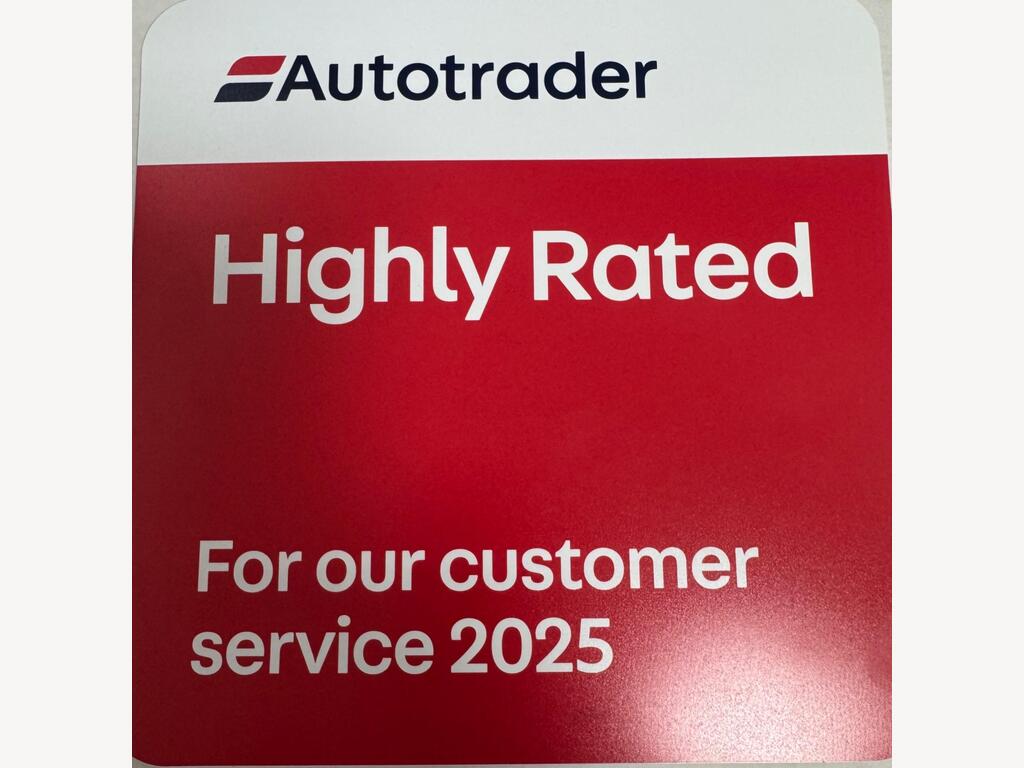 Autotrader
Highly Rated
For our customer
service 2025